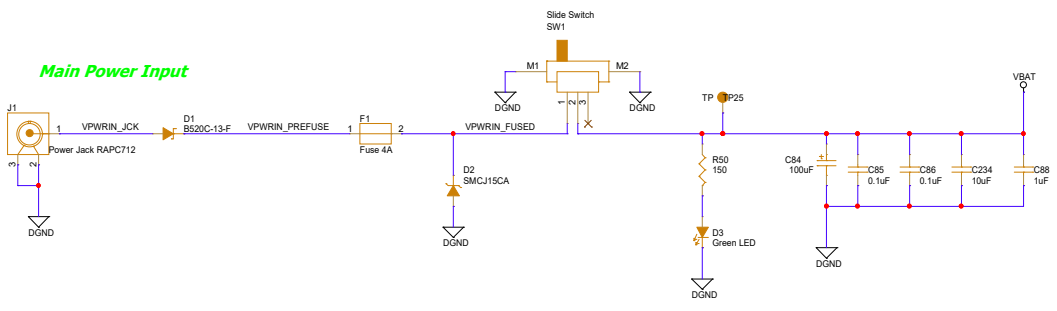 Slide Switch
SW1
Main Power Input
M1
M2
VBAT
J1
DGND
DGND
TP
TP25
D1
F1
1
VPWRIN_JCK
B520C-13-F
VPWRIN_PREFUSE
1
2
VPWRIN_FUSED
1
2
3
Power Jack RAPC712
Fuse 4A
3
2
D2
SMCJ15CA
R50
150
C84
100uF
C85
0.1uF
C86
0.1uF
C234
10uF
C88
1uF
DGND
DGND
D3
Green LED
DGND
DGND